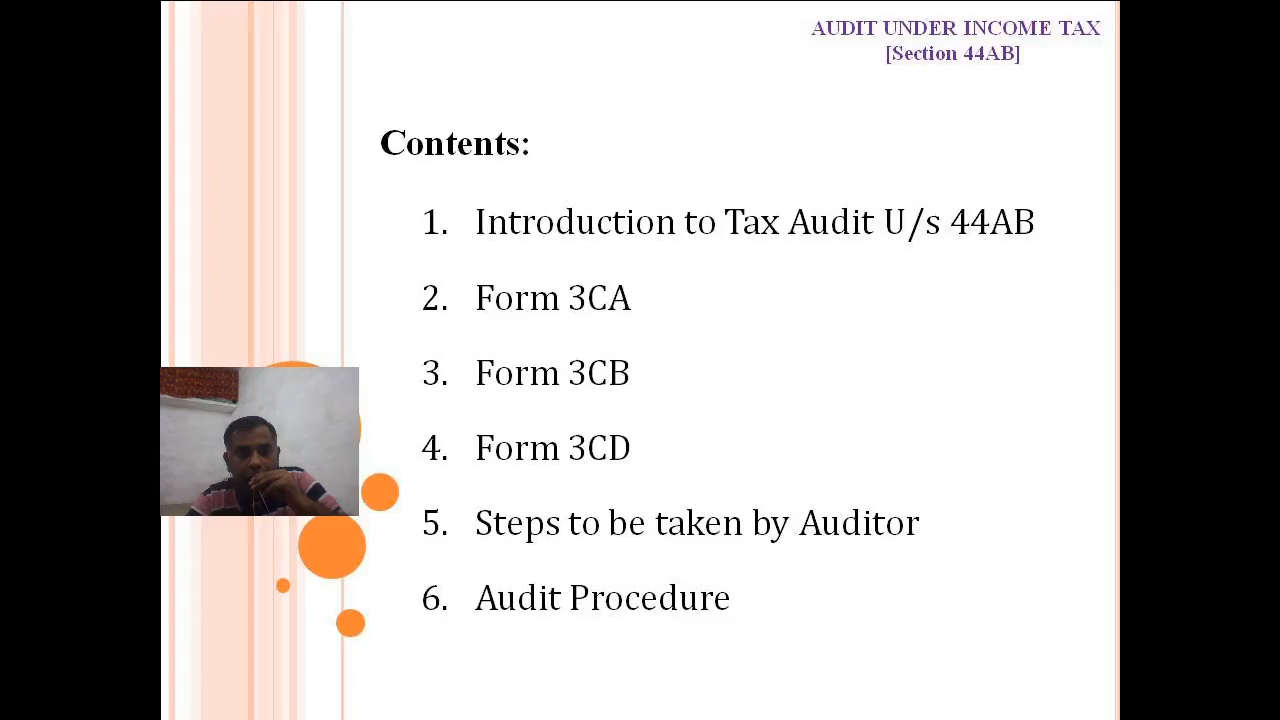 AUDIT UNDER INCOME TAX
[Section 44AB]
Contents:
1. Introduction to Tax Audit U/s 44AB
2. Form 3CA
3. Form 3CB
4. Form 3CD
5. Steps to be taken by Auditor
6. Audit Procedure